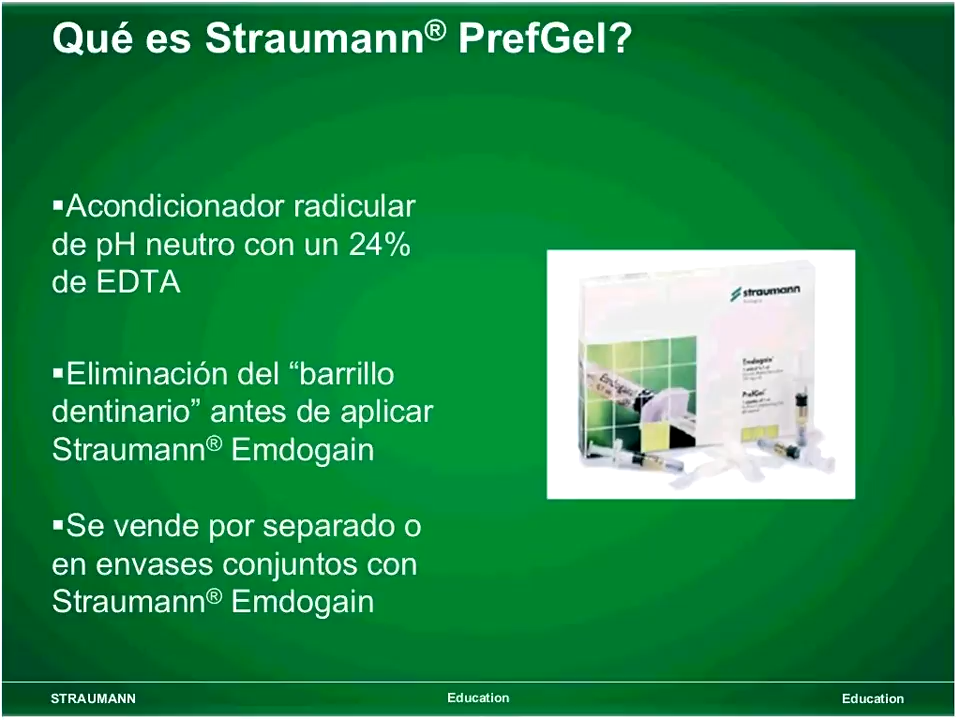 Qué es Straumann® PrefGel?
▪Acondicionador radicular
de pH neutro con un 24%
de EDTA
▪Eliminación del “barrillo
dentinario” antes de aplicar
Straumann® Emdogain
▪Se vende por separado o
en envases conjuntos con
Straumann® Emdogain
straumann
Emdogain
PrefGel
Emdogain
STRAUMANN
Education
Education